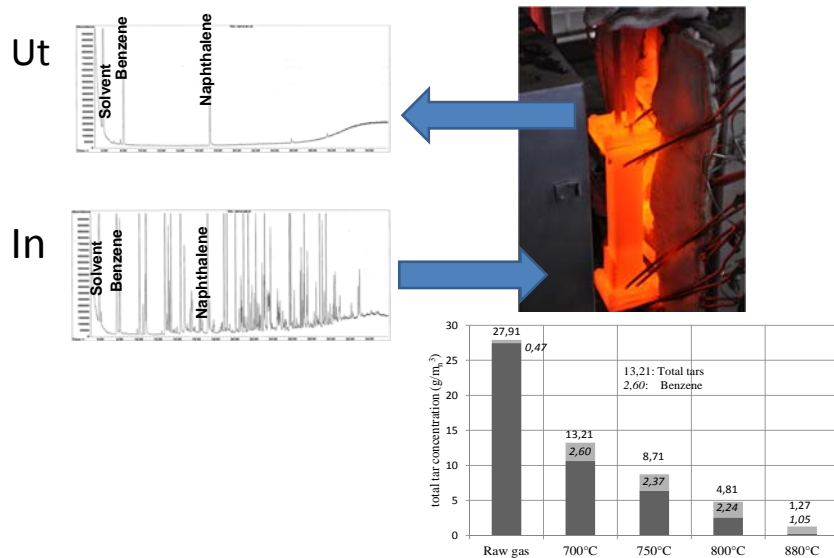 Ut
Solvent
Benzene
Naphthalene
In
Solvent
Benzene
Naphthalene
total tar concentration (g/m³ₙ)
30
25
20
15
10
5
0
27,91
0,47
13,21: Total tars
2,60: Benzene
13,21
2,60
8,71
2,37
4,81
2,24
1,27
1,05
Raw gas 700°C 750°C 800°C 880°C